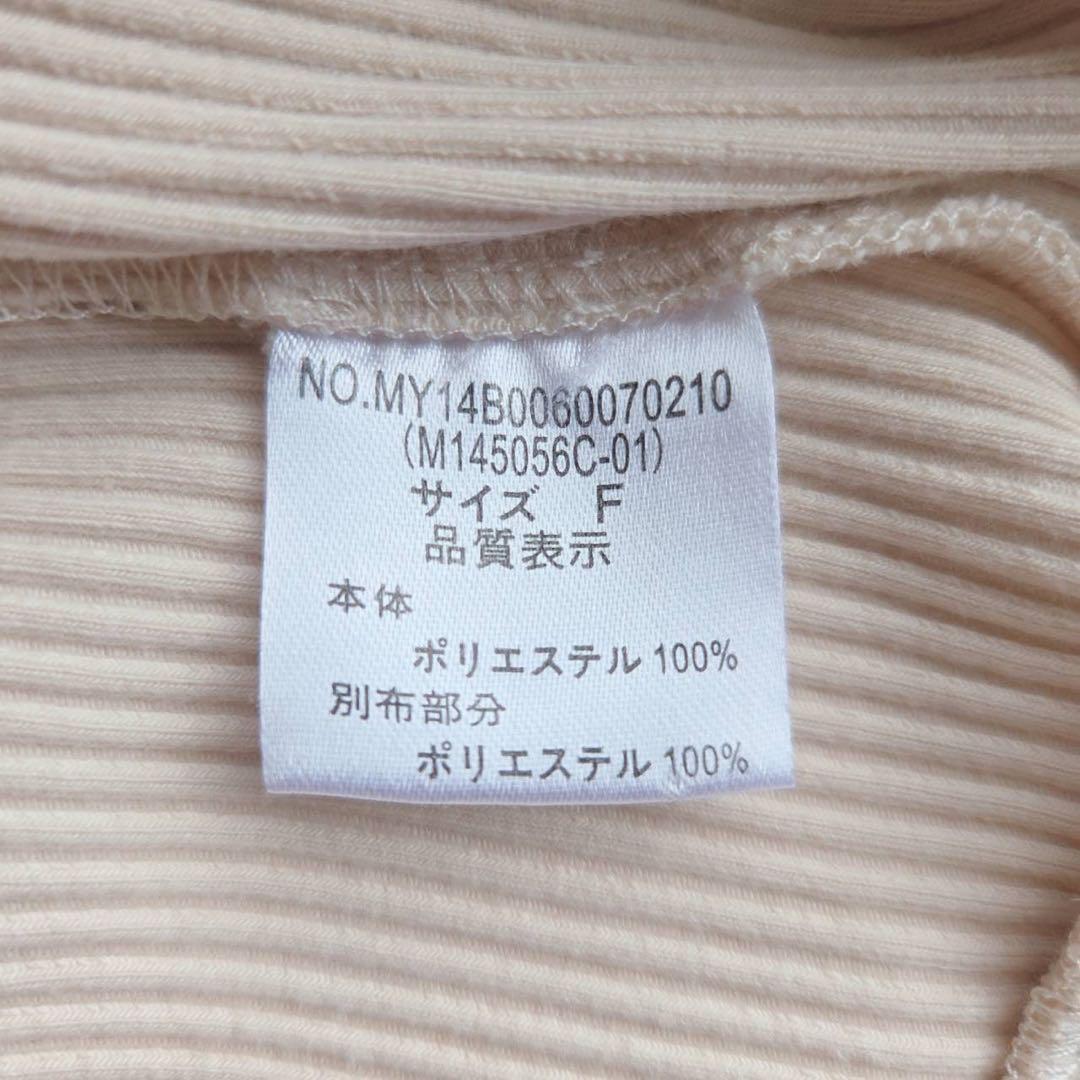 NO.MY14B0060070210
(M145056C-01)
サイズ F
品質表示
本体
ポリエステル 100%
別布部分
ポリエステル 100%